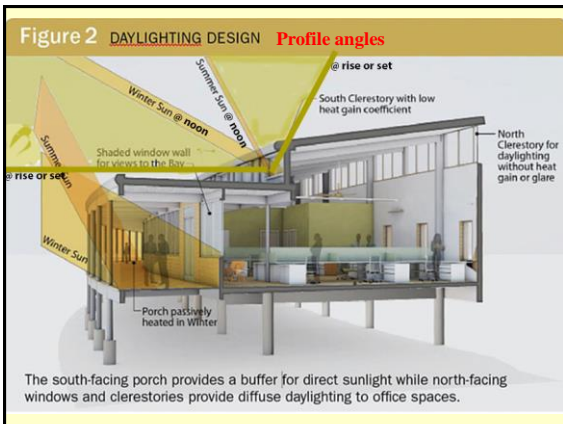 Figure 2 DAYLIGHTING DESIGN Profile angles
@ rise or set
Winter Sun @ noon
Summer Sun @ noon
South Clerestory with low
heat gain coefficient
North
Clerestory for
daylighting
without heat
gain or glare
Shaded window wall
for views to the Bay
@ rise or set
Summer Sun
Winter Sun
Porch passively
heated in Winter
The south-facing porch provides a buffer for direct sunlight while north-facing
windows and clerestories provide diffuse daylighting to office spaces.